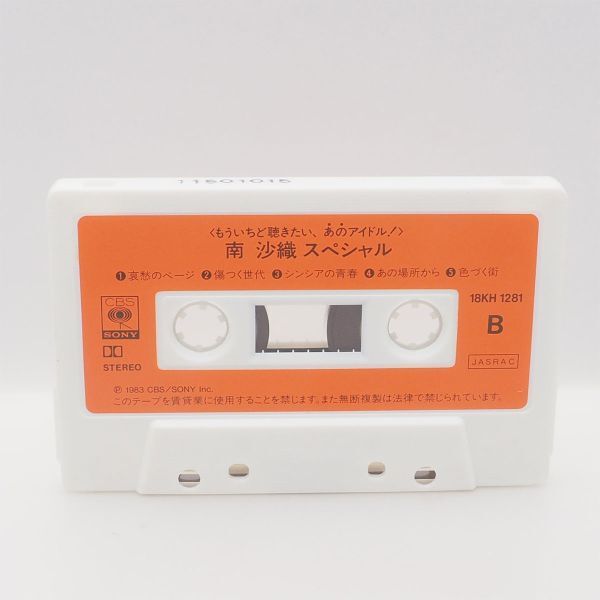 11501015
〈もういちど聴きたい、あのアイドル!〉
南 沙織 スペシャル
❶哀愁のページ ❷傷つく世代 ❸シンシアの青春 ❹あの場所から ❺色づく街
CBS
SONY
18KH 1281
B
STEREO
JASRAC
Ⓟ 1983 CBS/SONY Inc.
このテープを賃貸業に使用することを禁じます。また無断複製は法律で禁じられています。